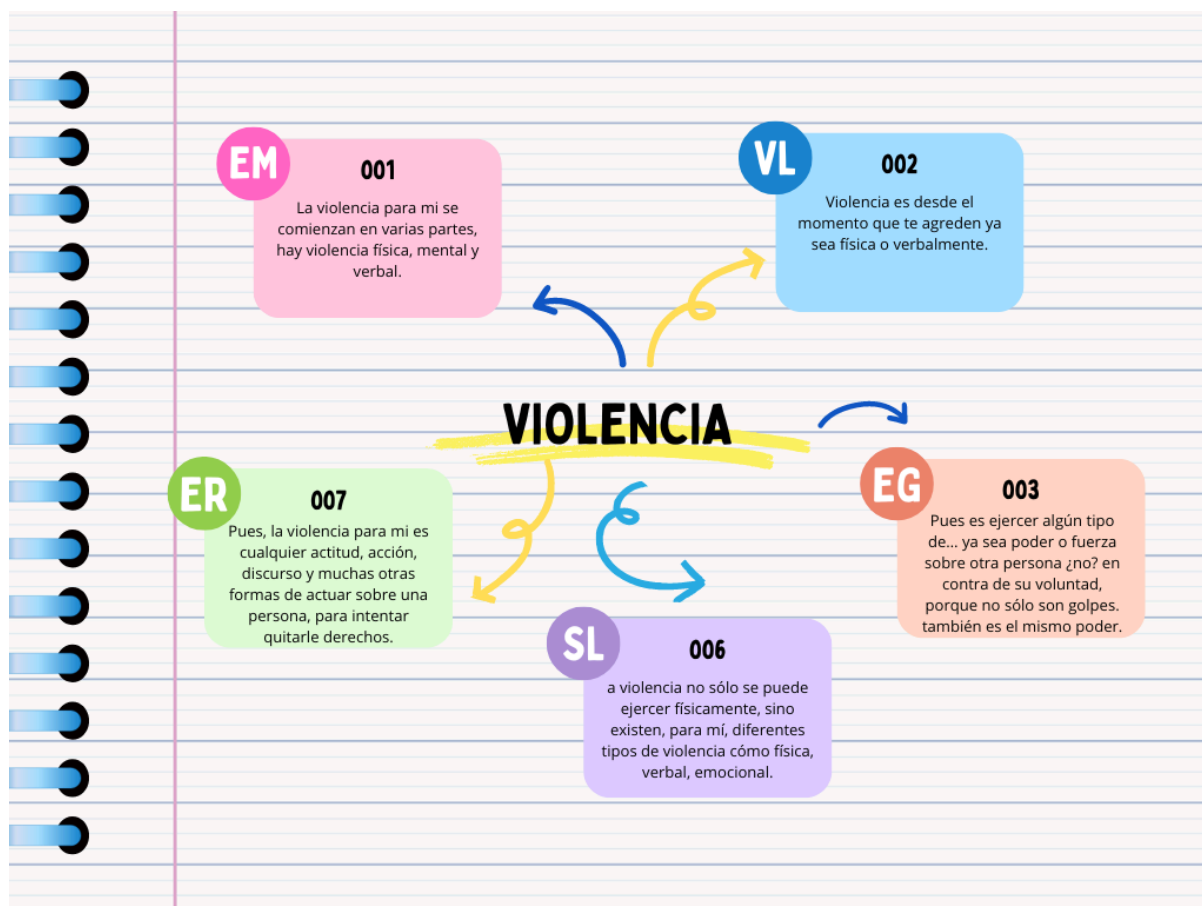 EM
001
La violencia para mi se
comienzan en varias partes,
hay violencia física, mental y
verbal.
VL
002
Violencia es desde el
momento que te agreden ya
sea física o verbalmente.
VIOLENCIA
EG
003
Pues es ejercer algún tipo
de... ya sea poder o fuerza
sobre otra persona ¿no? en
contra de su voluntad,
porque no sólo son golpes.
también es el mismo poder.
ER
007
Pues, la violencia para mi es
cualquier actitud, acción,
discurso y muchas otras
formas de actuar sobre una
persona, para intentar
quitarle derechos.
SL
006
a violencia no sólo se puede
ejercer físicamente, sino
existen, para mí, diferentes
tipos de violencia cómo física,
verbal, emocional.